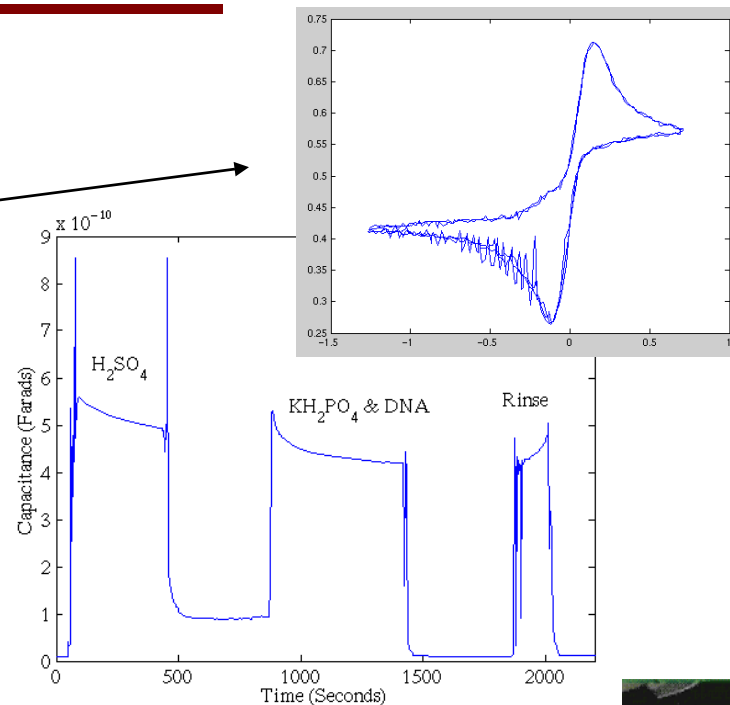 0.75
0.7
0.65
0.6
0.55
0.5
0.45
0.4
0.35
0.3
0.25
−1.5 −1 −0.5 0 0.5 1
x 10⁻¹⁰
9
8
7
6
5
4
3
2
1
0
Capacitance (Farads)
H₂SO₄
KH₂PO₄ & DNA
Rinse
0 500 1000 1500 2000
Time (Seconds)